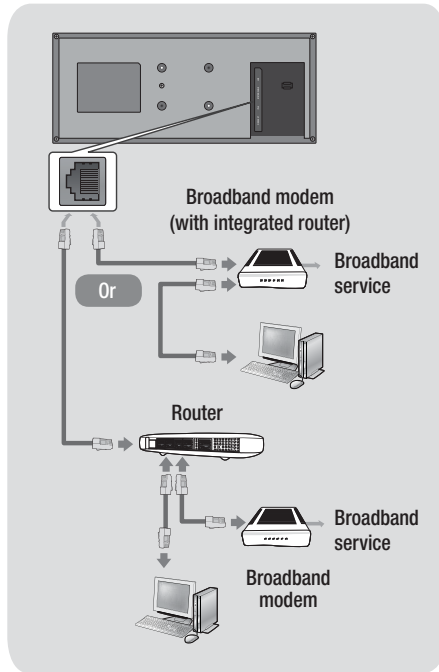 Broadband modem
(with integrated router)
Broadband
service
Or
Router
Broadband
service
Broadband
modem